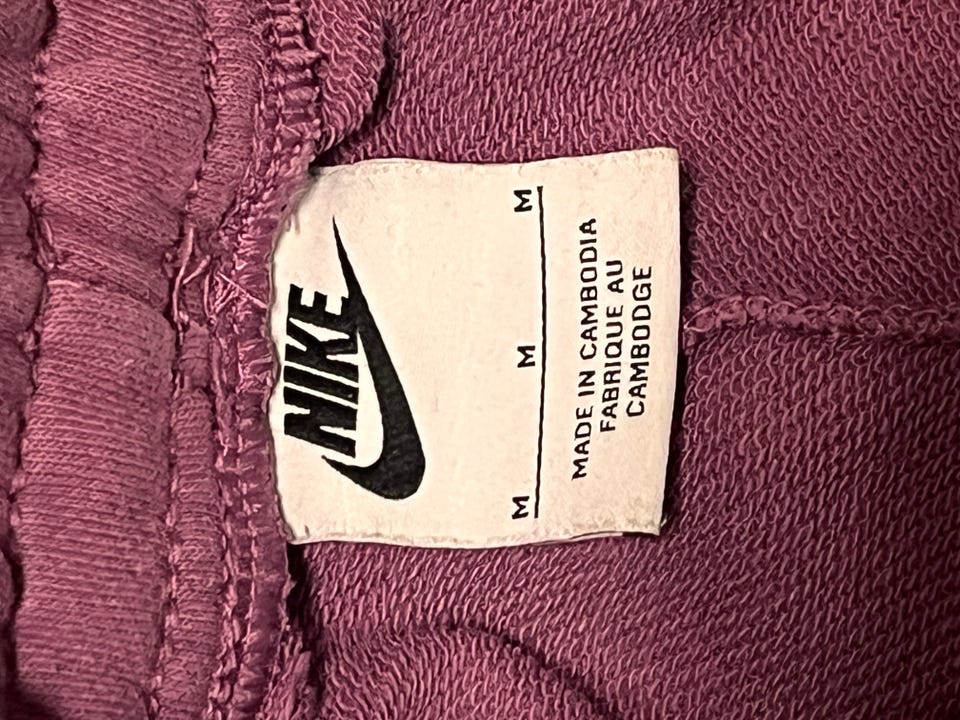 NIKE
M M M
MADE IN CAMBODIA
FABRIQUE AU
CAMBODGE